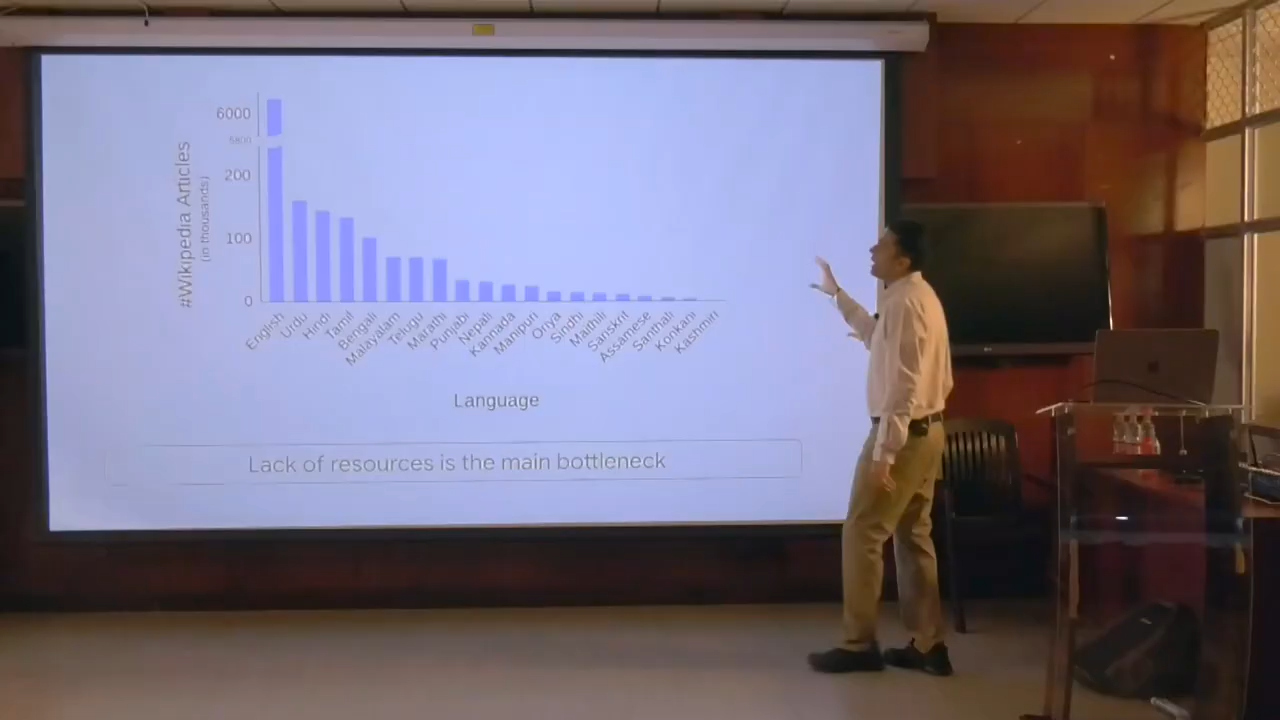 6000
5800
200
100
0
#Wikipedia Articles
(in thousands)
English
Urdu
Hindi
Tamil
Bengali
Malayalam
Telugu
Marathi
Punjabi
Nepali
Kannada
Manipuri
Oriya
Sindhi
Maithili
Sanskrit
Assamese
Santhali
Konkani
Kashmiri
Language
Lack of resources is the main bottleneck